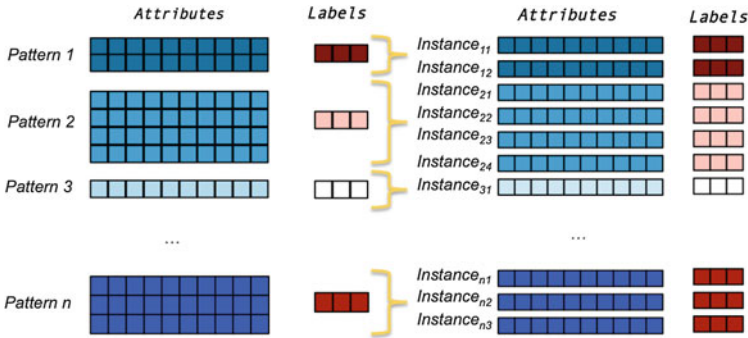 Attributes Labels Attributes Labels
Pattern 1
Instance11
Instance12
Pattern 2
Instance21
Instance22
Instance23
Instance24
Pattern 3
Instance31
...
...
Pattern n
Instancen1
Instancen2
Instancen3